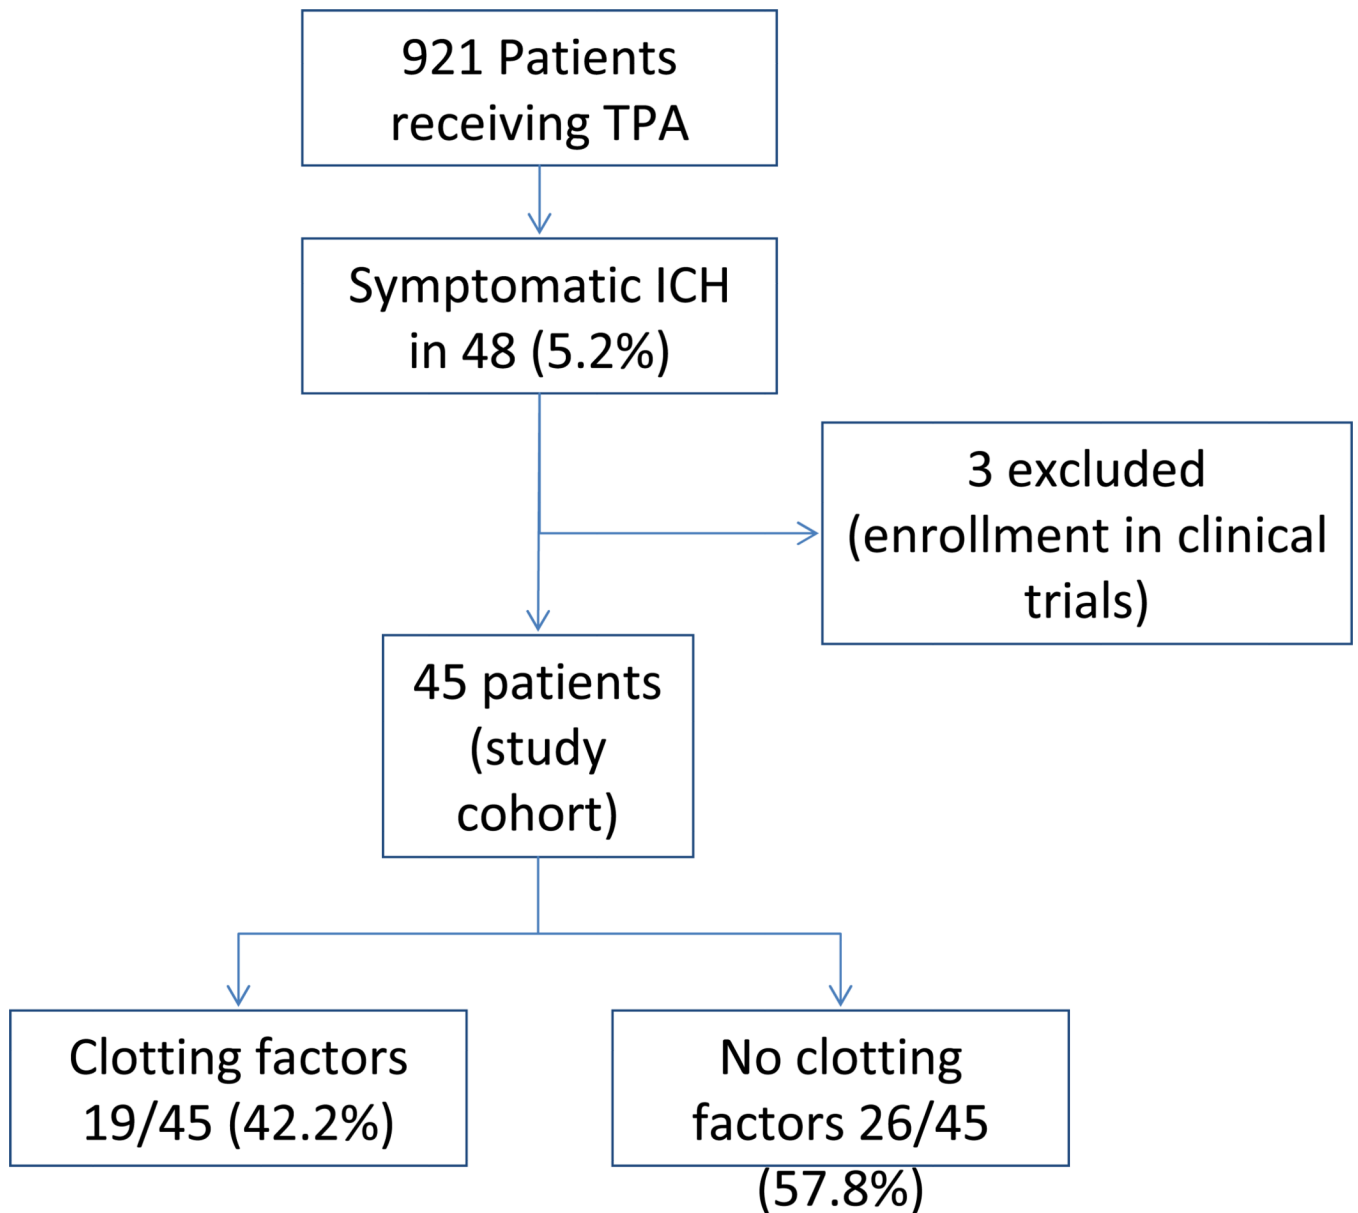 921 Patients
receiving TPA
Symptomatic ICH
in 48 (5.2%)
3 excluded
(enrollment in clinical
trials)
45 patients
(study
cohort)
Clotting factors
19/45 (42.2%)
No clotting
factors 26/45
(57.8%)